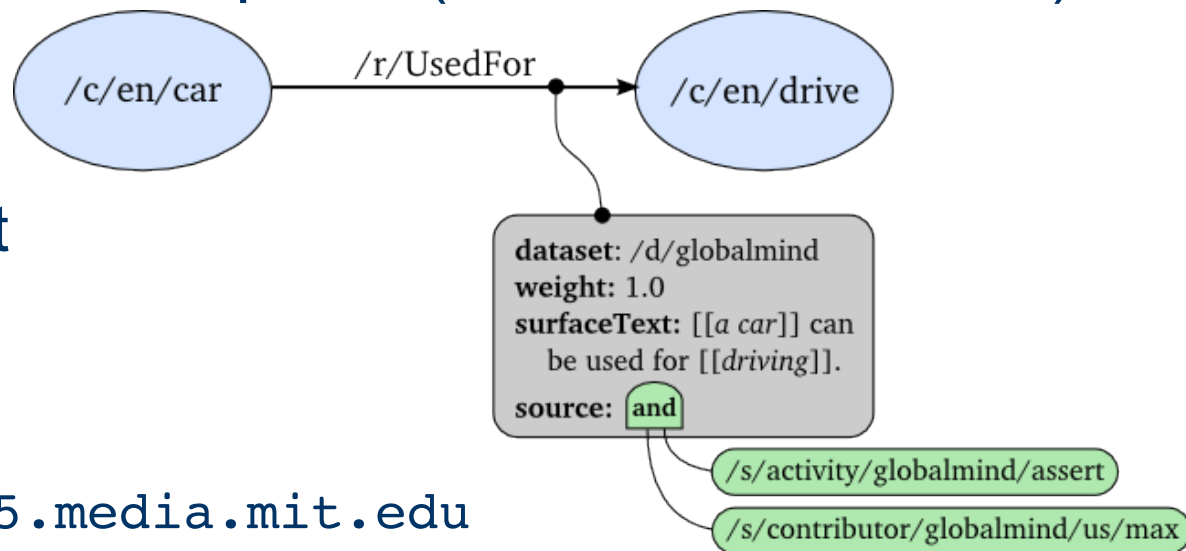 /r/UsedFor
/c/en/car
/c/en/drive
t
dataset: /d/globalmind
weight: 1.0
surfaceText: [[a car]] can
be used for [[driving]].
source: and
/s/activity/globalmind/assert
5.media.mit.edu
/s/contributor/globalmind/us/max